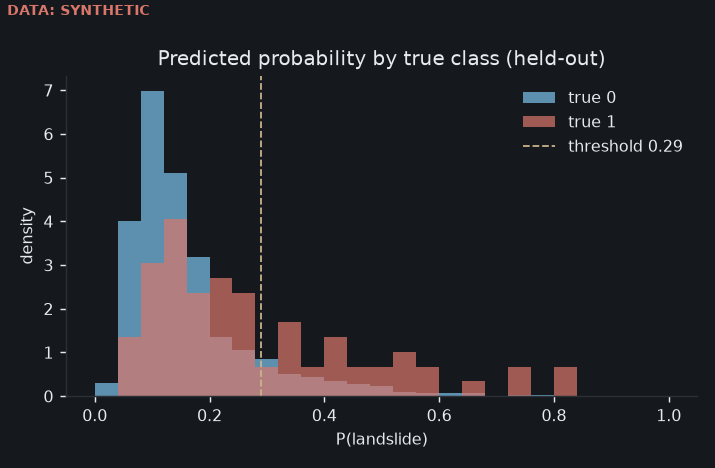 DATA: SYNTHETIC
Predicted probability by true class (held-out)
true 0
true 1
threshold 0.29
density
7
6
5
4
3
2
1
0
0.0 0.2 0.4 0.6 0.8 1.0
P(landslide)